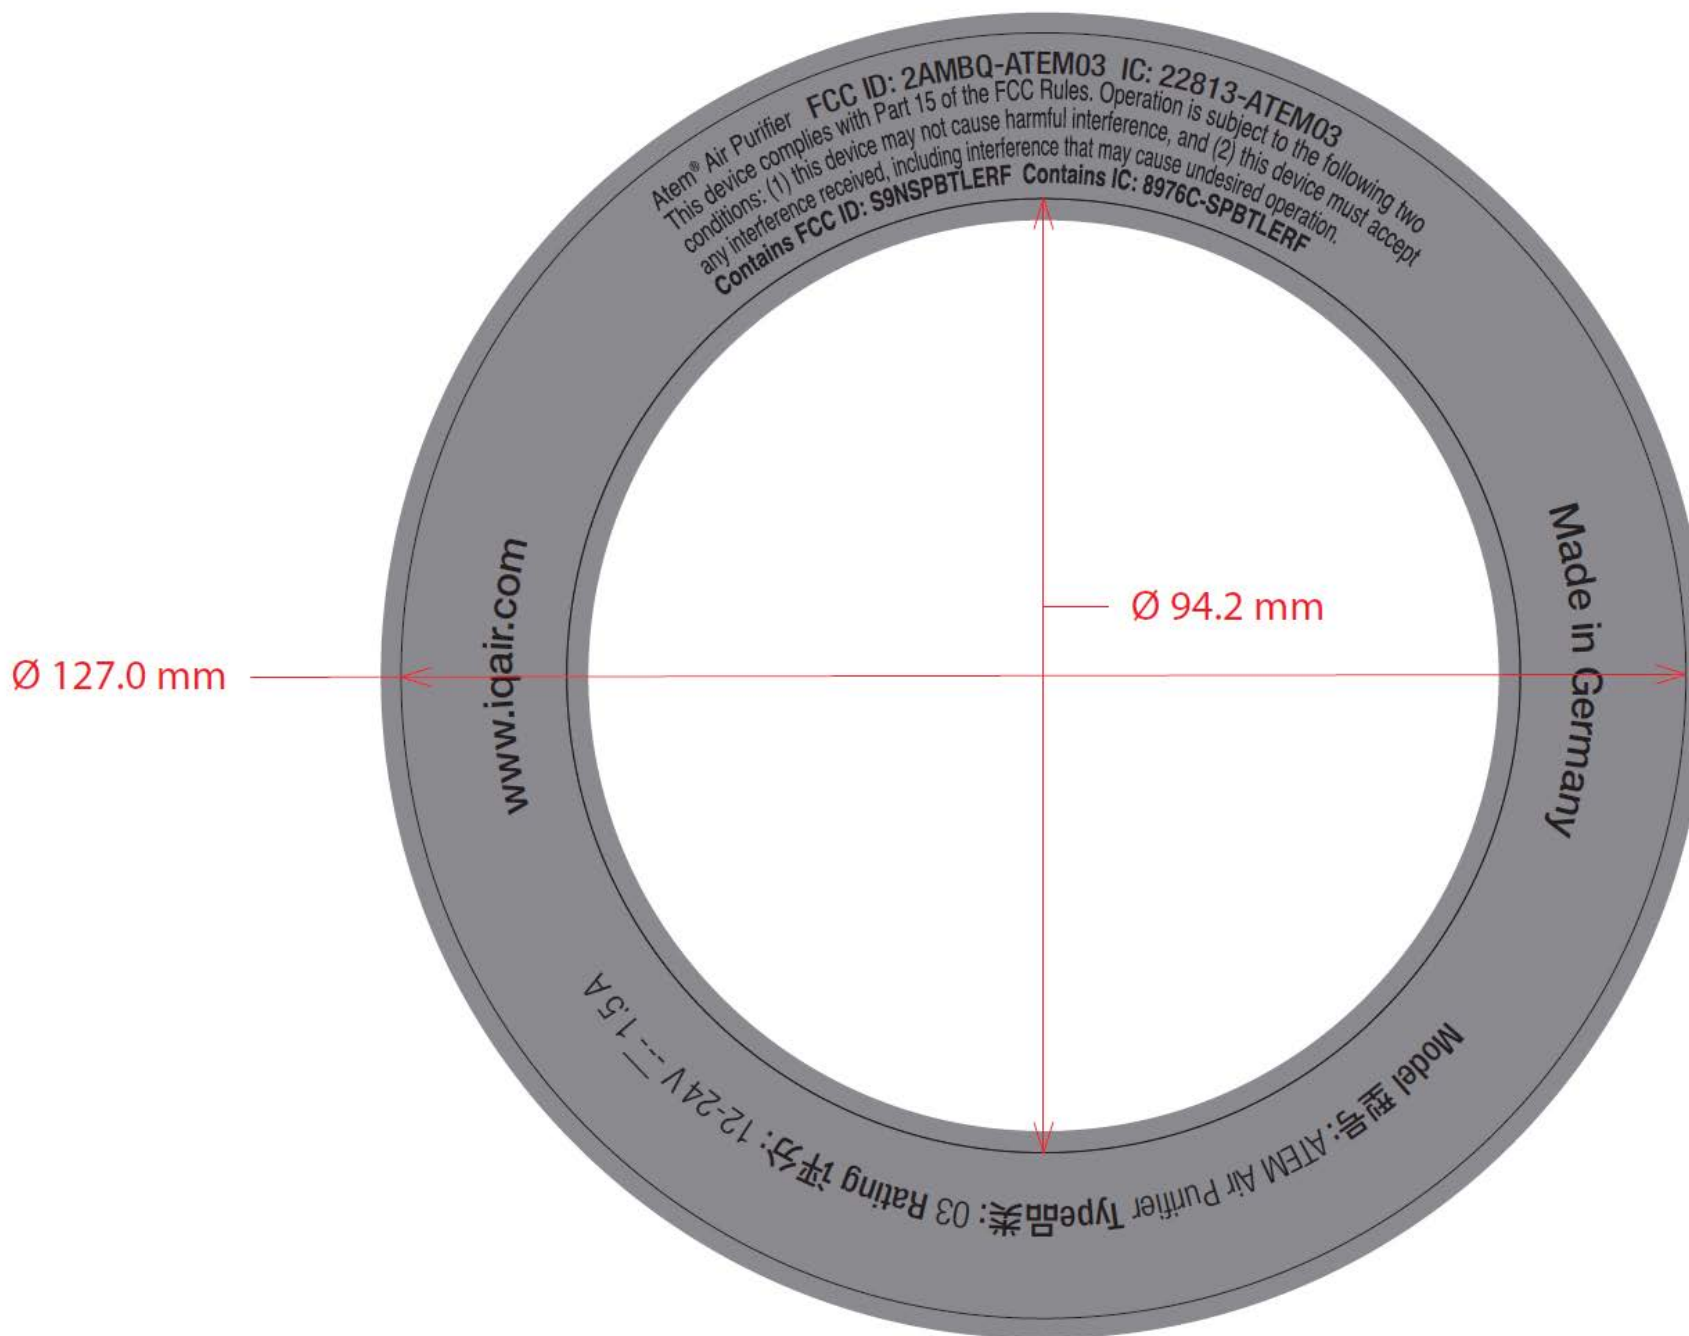 Atem® Air Purifier FCC ID: 2AMBQ-ATEM03 IC: 22813-ATEM03
This device complies with Part 15 of the FCC Rules. Operation is subject to the following two
conditions: (1) this device may not cause harmful interference, and (2) this device must accept
any interference received, including interference that may cause undesired operation.
Contains FCC ID: S9NSPBTLERF Contains IC: 8976C-SPBTLERF
www.iqair.com
Made in Germany
Ø 94.2 mm
Ø 127.0 mm
Model 型号: ATEM Air Purifier Type品类: 03 Rating 评分: 12-24V ⎓ 1.5 A